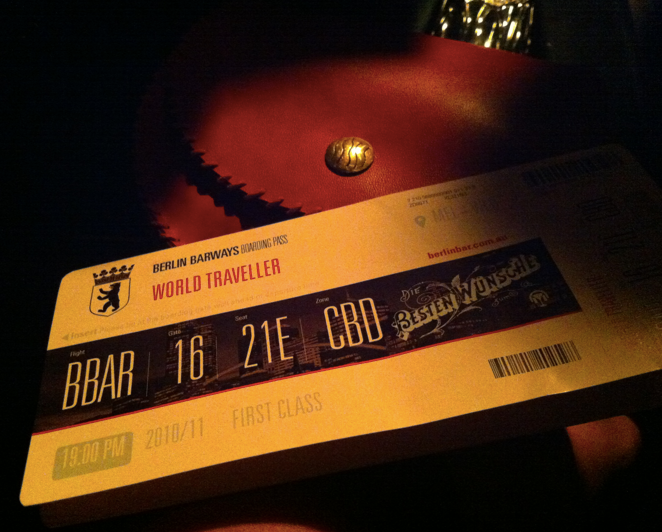 BERLIN BARWAYS BOARDING PASS
WORLD TRAVELLER
berlinbar.com.au
Flight
BBAR
Gate
16
Seat
21E
Zone
CBD
DIE
BESTEN WÜNSCHE
19.00 PM
2010/11
FIRST CLASS